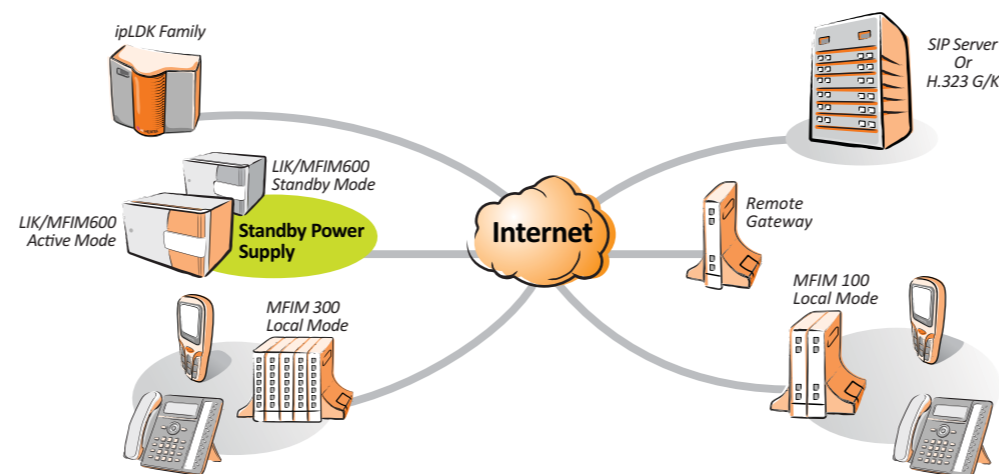 ipLDK Family
SIP Server
Or
H.323 G/K
LIK/MFIM600
Standby Mode
LIK/MFIM600
Active Mode
Standby Power
Supply
Internet
Remote
Gateway
MFIM 300
Local Mode
MFIM 100
Local Mode